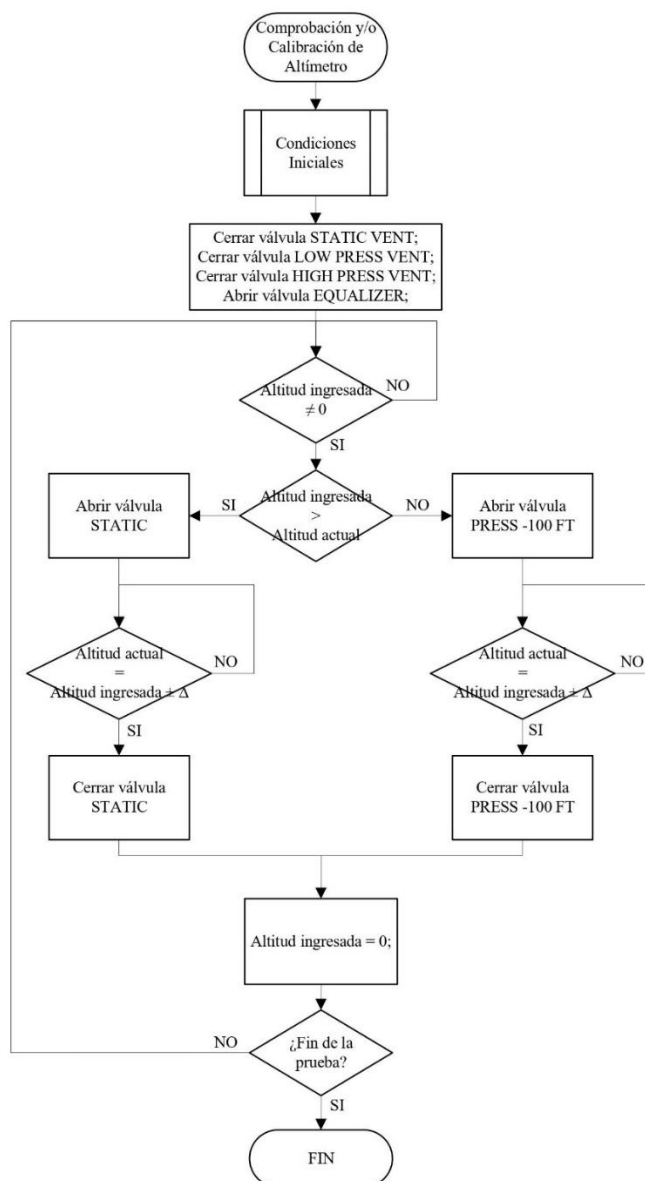 Comprobación y/o
Calibración de
Altímetro
Condiciones
Iniciales
Cerrar válvula STATIC VENT;
Cerrar válvula LOW PRESS VENT;
Cerrar válvula HIGH PRESS VENT;
Abrir válvula EQUALIZER;
Altitud ingresada
≠ 0
NO
SI
Altitud ingresada
>
Altitud actual
SI
NO
Abrir válvula
STATIC
Abrir válvula
PRESS -100 FT
Altitud actual
=
Altitud ingresada ± Δ
NO
SI
Altitud actual
=
Altitud ingresada ± Δ
NO
SI
Cerrar válvula
STATIC
Cerrar válvula
PRESS -100 FT
Altitud ingresada = 0;
¿Fin de la
prueba?
NO
SI
FIN